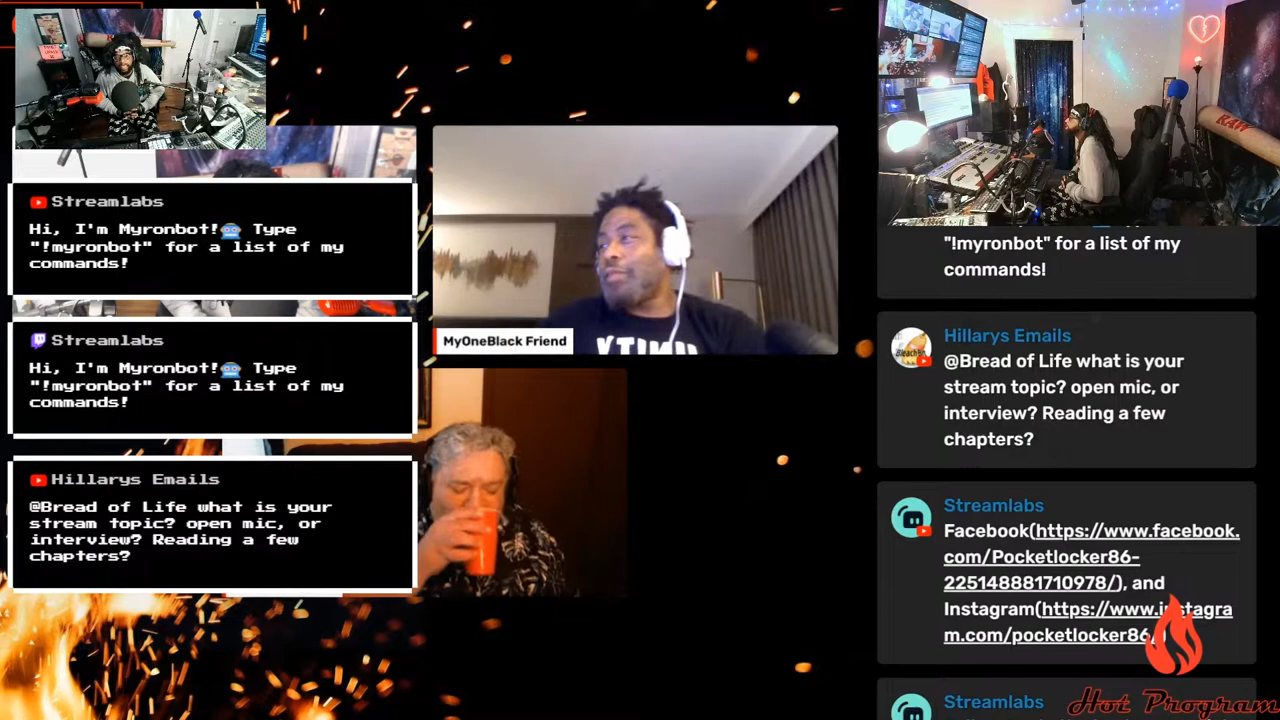 Streamlabs
Hi, I'm Myronbot! Type
"!myronbot" for a list of my
commands!
Streamlabs
Hi, I'm Myronbot! Type
"!myronbot" for a list of my
commands!
Hillarys Emails
@Bread of Life what is your
stream topic? open mic, or
interview? Reading a few
chapters?
MyOneBlack Friend
RAW
"!myronbot" for a list of my
commands!
Hillarys Emails
@Bread of Life what is your
stream topic? open mic, or
interview? Reading a few
chapters?
Streamlabs
Facebook(https://www.facebook.
com/Pocketlocker86-
225148881710978/), and
Instagram(https://www.instagra
m.com/pocketlocker86/
Streamlabs
Hot Program